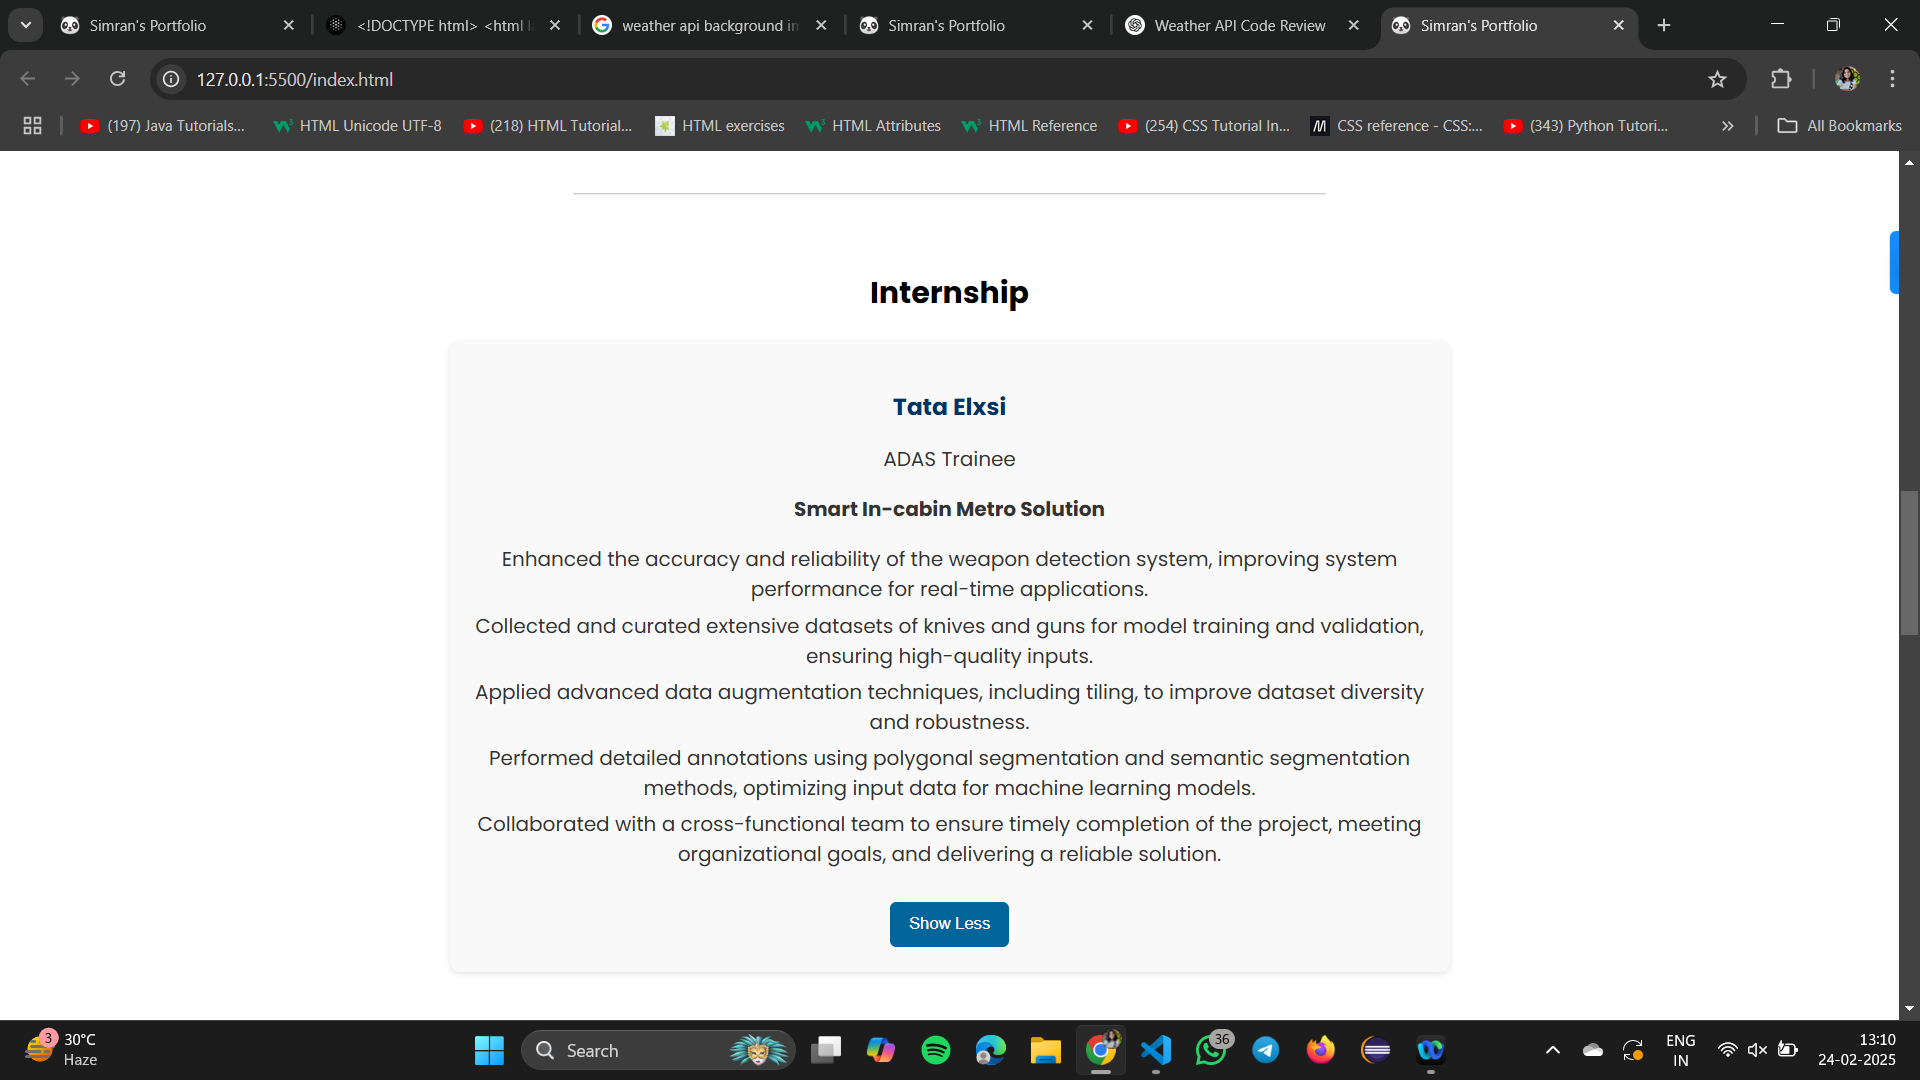 Simran's Portfolio
<!DOCTYPE html> <html l
weather api background in
Simran's Portfolio
Weather API Code Review
Simran's Portfolio
127.0.0.1:5500/index.html
(197) Java Tutorials...
HTML Unicode UTF-8
(218) HTML Tutorial...
HTML exercises
HTML Attributes
HTML Reference
(254) CSS Tutorial In...
CSS reference - CSS:...
(343) Python Tutori...
All Bookmarks
Internship
Tata Elxsi
ADAS Trainee
Smart In-cabin Metro Solution
Enhanced the accuracy and reliability of the weapon detection system, improving system
performance for real-time applications.
Collected and curated extensive datasets of knives and guns for model training and validation,
ensuring high-quality inputs.
Applied advanced data augmentation techniques, including tiling, to improve dataset diversity
and robustness.
Performed detailed annotations using polygonal segmentation and semantic segmentation
methods, optimizing input data for machine learning models.
Collaborated with a cross-functional team to ensure timely completion of the project, meeting
organizational goals, and delivering a reliable solution.
Show Less
3
30°C
Haze
Search
36
ENG
IN
13:10
24-02-2025